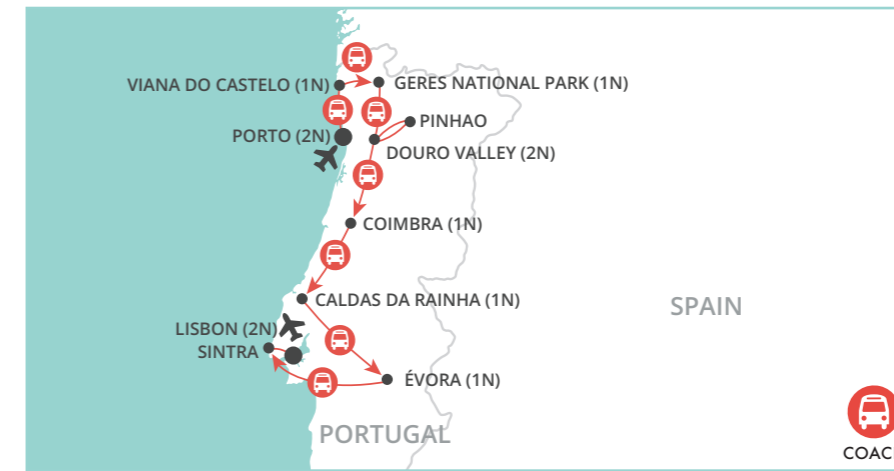 VIANA DO CASTELO (1N)
GERES NATIONAL PARK (1N)
PINHAO
PORTO (2N)
DOURO VALLEY (2N)
COIMBRA (1N)
CALDAS DA RAINHA (1N)
SPAIN
LISBON (2N)
SINTRA
ÉVORA (1N)
PORTUGAL
COAC